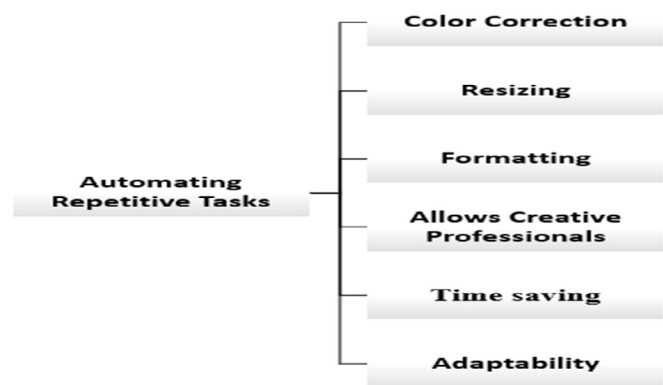 Automating
Repetitive Tasks
Color Correction
Resizing
Formatting
Allows Creative
Professionals
Time saving
Adaptability